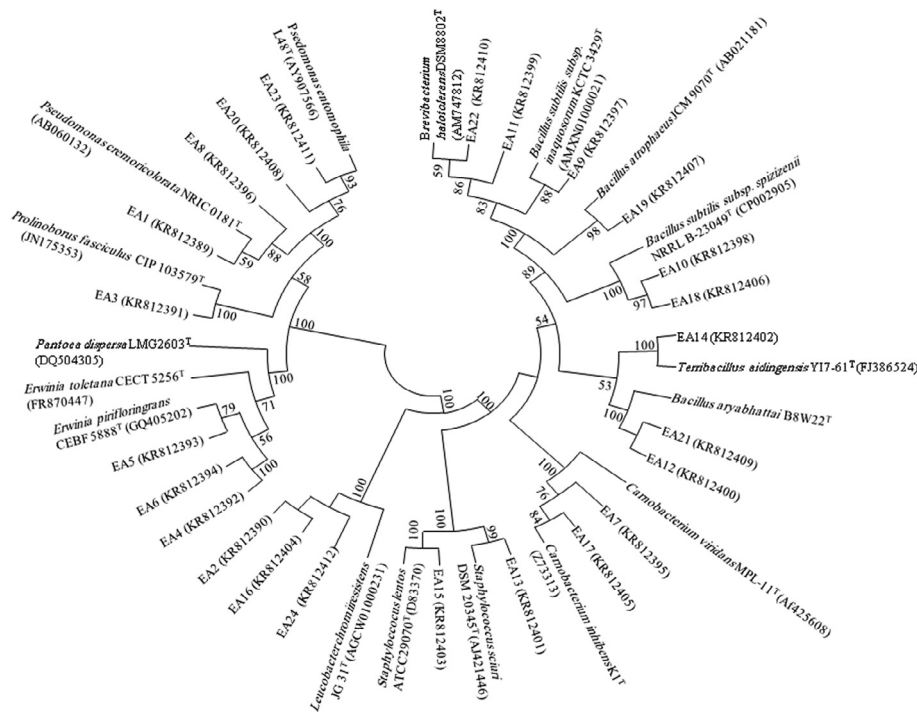 Brevibacterium
halotoleransDSM8802T
(AM747812)
EA22 (KR812410)
EA11 (KR812399)
Bacillus subtilis subsp.
inaquosorum KCTC 3429T
(AMXN01000021)
EA9 (KR812397)
Bacillus atrophaeus JCM 9070T (AB021181)
EA19 (KR812407)
Bacillus subtilis subsp. spizizenii
NRRL B-23049T (CP002905)
EA10 (KR812398)
EA18 (KR812406)
EA14 (KR812402)
Terribacillus aidingensis YI7-61T (FJ386524)
Bacillus aryabhattai B8W22T
EA21 (KR812409)
EA12 (KR812400)
Carnobacterium viridans MPL-11T (Af425608)
EA7 (KR812395)
EA17 (KR812405)
Carnobacterium inhibens K1T
(Z73313)
EA13 (KR812401)
Staphylococcus sciuri
DSM 20345T (AJ421446)
EA15 (KR812403)
Staphyloccocus lentos
ATCC29070T (D83370)
Leucobacterchromiiresistens
JG 31T (AGCW01000231)
EA24 (KR812412)
EA16 (KR812404)
EA2 (KR812390)
EA4 (KR812392)
EA6 (KR812394)
EA5 (KR812393)
Erwinia pirifloringrans
CEBF 5888T (GQ405202)
Erwinia toletana CECT 5256T
(FR870447)
Pantoea dispersa LMG2603T
(DQ504305)
EA3 (KR812391)
Prolinoborus fasciculus CIP 103579T
(JN175353)
EA1 (KR812389)
Pseudomonas cremoricolorata NRIC 0181T
(AB060132)
EA8 (KR812396)
EA20 (KR812408)
EA23 (KR812411)
Psedomonas entomophila
L48T (AY907566)
59
86
83
88
100
98
100
97
89
54
53
100
100
76
84
100
99
100
100
100
100
100
79
56
100
71
100
100
58
100
59
88
100
76
93